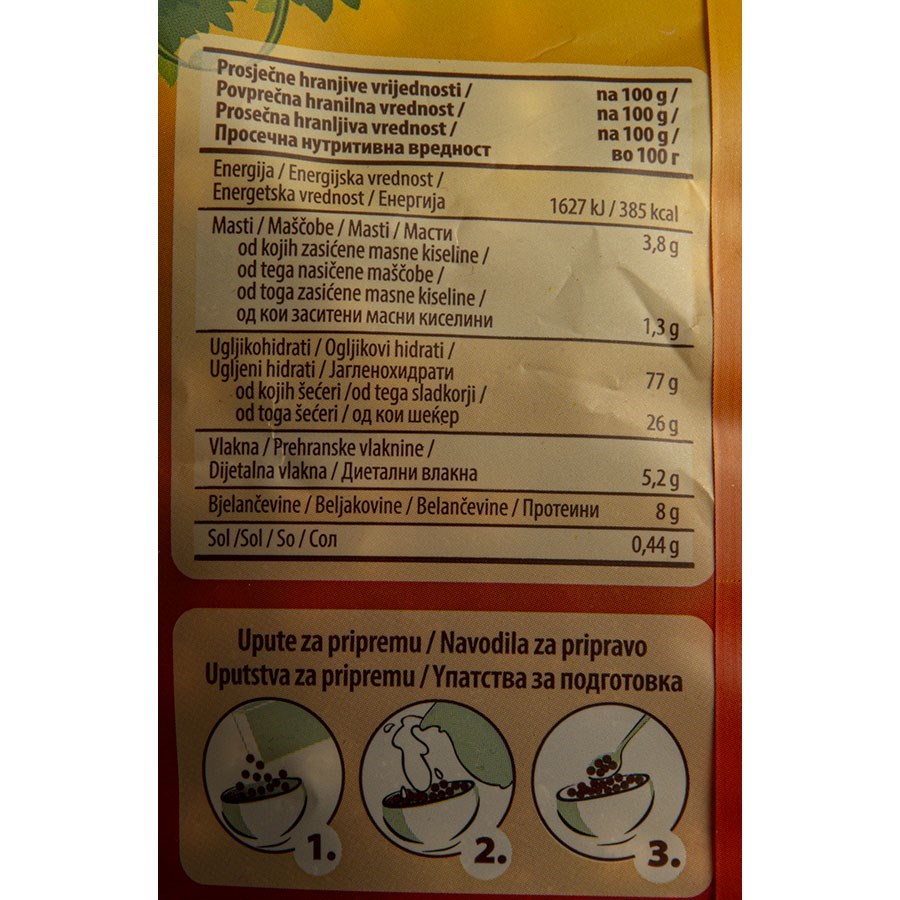 Prosječne hranjive vrijednosti / na 100 g /
Povprečna hranilna vrednost / na 100 g /
Prosečna hranljiva vrednost / na 100 g /
Просечна нутритивна вредност во 100 г
Energija / Energijska vrednost /
Energetska vrednost / Енергија 1627 kJ / 385 kcal
Masti / Maščobe / Masti / Масти 3,8 g
od kojih zasićene masne kiseline /
od tega nasičene maščobe /
od toga zasićene masne kiseline /
од кои заситени масни киселини 1,3 g
Ugljikohidrati / Ogljikovi hidrati /
Ugljeni hidrati / Јагленохидрати 77 g
od kojih šećeri /od tega sladkorji /
od toga šećeri / од кои шеќер 26 g
Vlakna / Prehranske vlaknine /
Dijetalna vlakna / Диетални влакна 5,2 g
Bjelančevine / Beljakovine / Belančevine / Протеини 8 g
Sol /Sol / So / Сол 0,44 g
Upute za pripremu / Navodila za pripravo
Uputstva za pripremu / Упатства за подготовка
1. 2. 3.